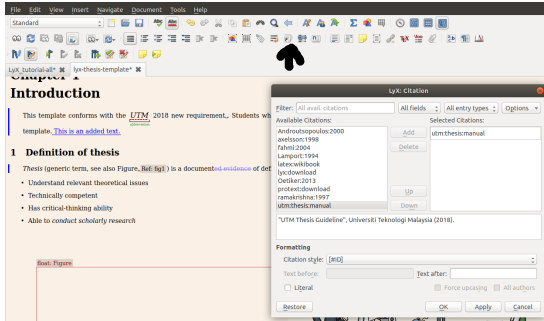 File Edit View Insert Navigate Document Tools Help
Standard
LyX_tutorial-all* lyx-thesis-template*
Chapter 1
Introduction
This template conforms with the UTM 2018 new requirement,. Students wh
template. This is an added text.
1 Definition of thesis
Thesis (generic term, see also Figure, Ref: fig1) is a documented evidence of def
• Understand relevant theoretical issues
• Technically competent
• Has critical-thinking ability
• Able to conduct scholarly research
float: Figure
LyX: Citation
Filter: All avail. citations All fields All entry types Options
Available Citations: Selected Citations:
Androutsopoulos:2000 Add utm:thesis:manual
axelsson:1998 Delete
fahmi:2004
Lamport:1994
latex:wikibook
lyx:download
Oetiker:2013
protext:download
ramakrishna:1997 Up
utm:thesis:manual Down
"UTM Thesis Guideline", Universiti Teknologi Malaysia (2018).
Formatting
Citation style: [#ID]
Text before: Text after:
Literal Force upcasing All authors
Restore OK Apply Cancel